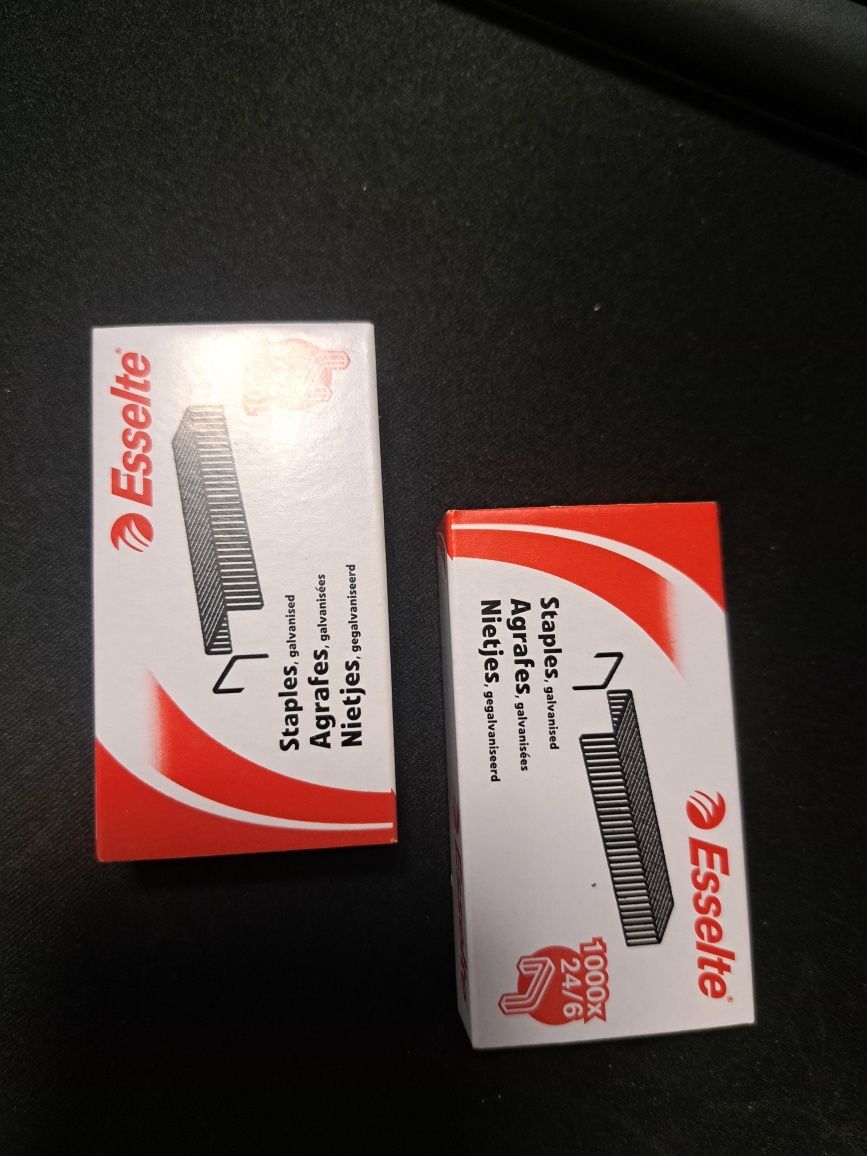 Esselte®
Staples, galvanised
Agrafes, galvanisées
Nietjes, gegalvaniseerd
Esselte®
Staples, galvanised
Agrafes, galvanisées
Nietjes, gegalvaniseerd
1000x
24/6